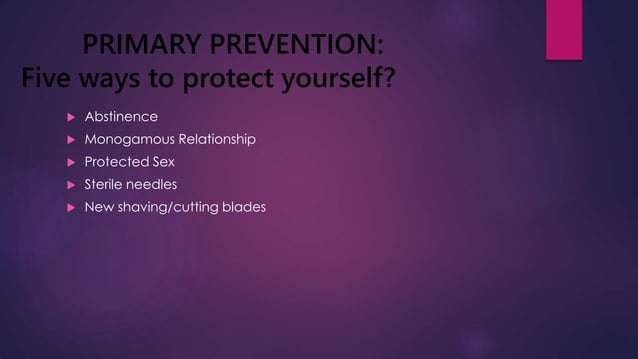 PRIMARY PREVENTION:
Five ways to protect yourself?
Abstinence
Monogamous Relationship
Protected Sex
Sterile needles
New shaving/cutting blades